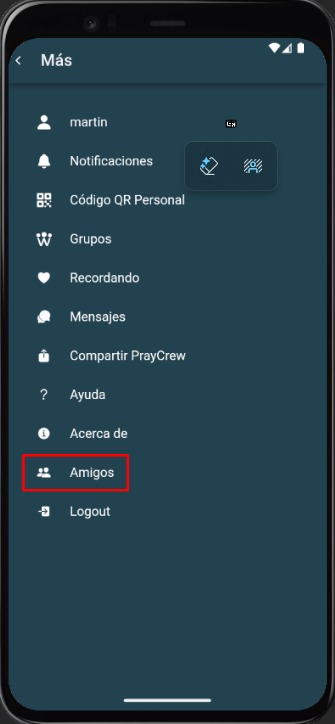 Más
martin
Notificaciones
Código QR Personal
Grupos
Recordando
Mensajes
Compartir PrayCrew
Ayuda
Acerca de
Amigos
Logout